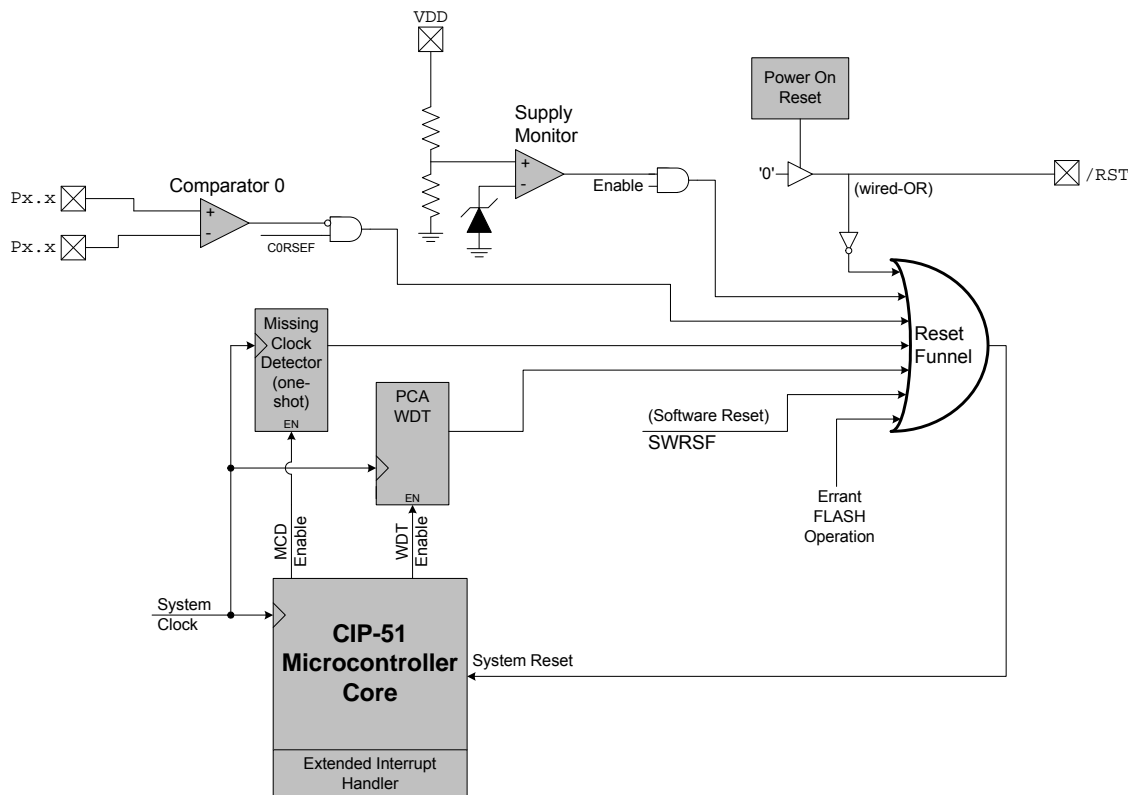 VDD
Power On
Reset
Supply
Monitor
+
-
Enable
'0'
(wired-OR)
/RST
Comparator 0
Px.x
+
Px.x
-
C0RSEF
Missing
Clock
Detector
(one-
shot)
EN
PCA
WDT
EN
Reset
Funnel
(Software Reset)
SWRSF
Errant
FLASH
Operation
MCD
Enable
WDT
Enable
System
Clock
CIP-51
Microcontroller
Core
System Reset
Extended Interrupt
Handler